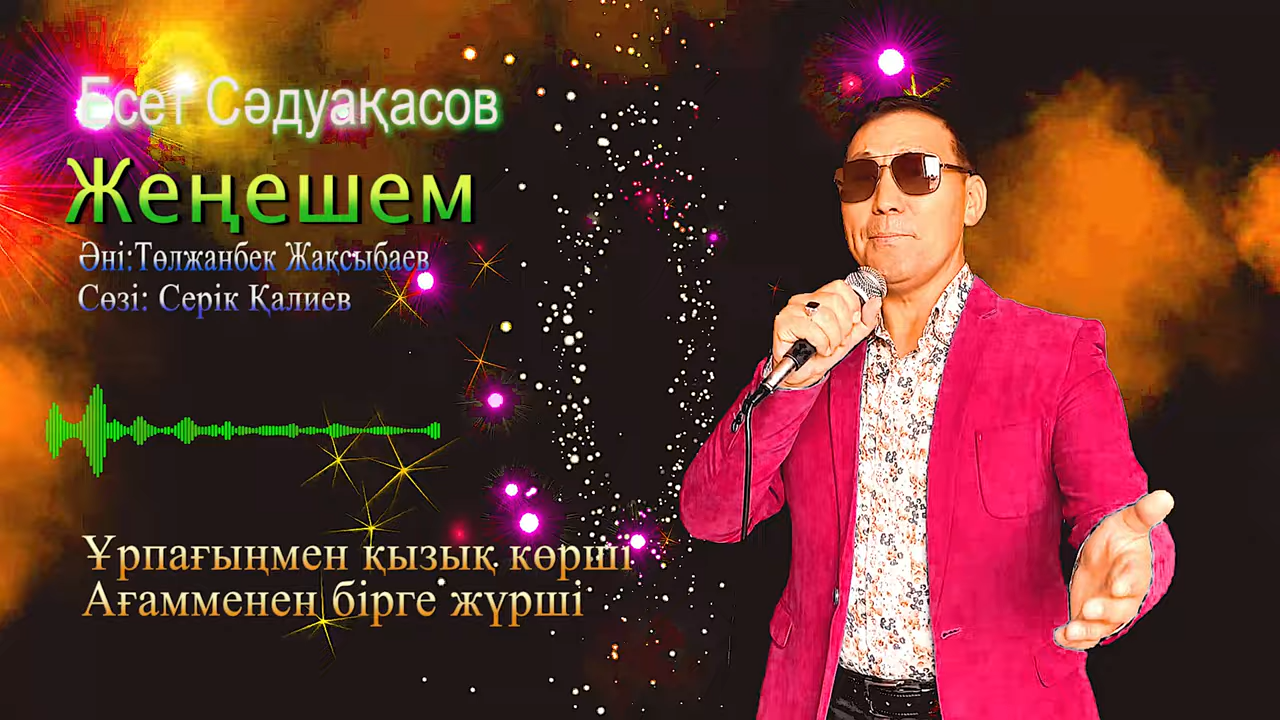 Есет Сәдуақасов
Жеңешем
Әні:Төлжанбек Жақсыбаев
Сөзі: Серік Қалиев
Ұрпағыңмен қызық көрші
Ағамменен бірге жүрші